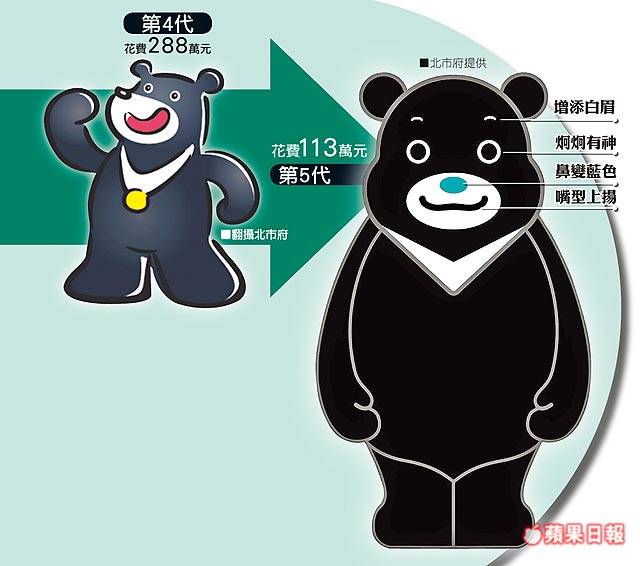 第4代
花費288萬元
■翻攝北市府
花費113萬元
第5代
■北市府提供
增添白眉
炯炯有神
鼻變藍色
嘴型上揚
蘋果日報